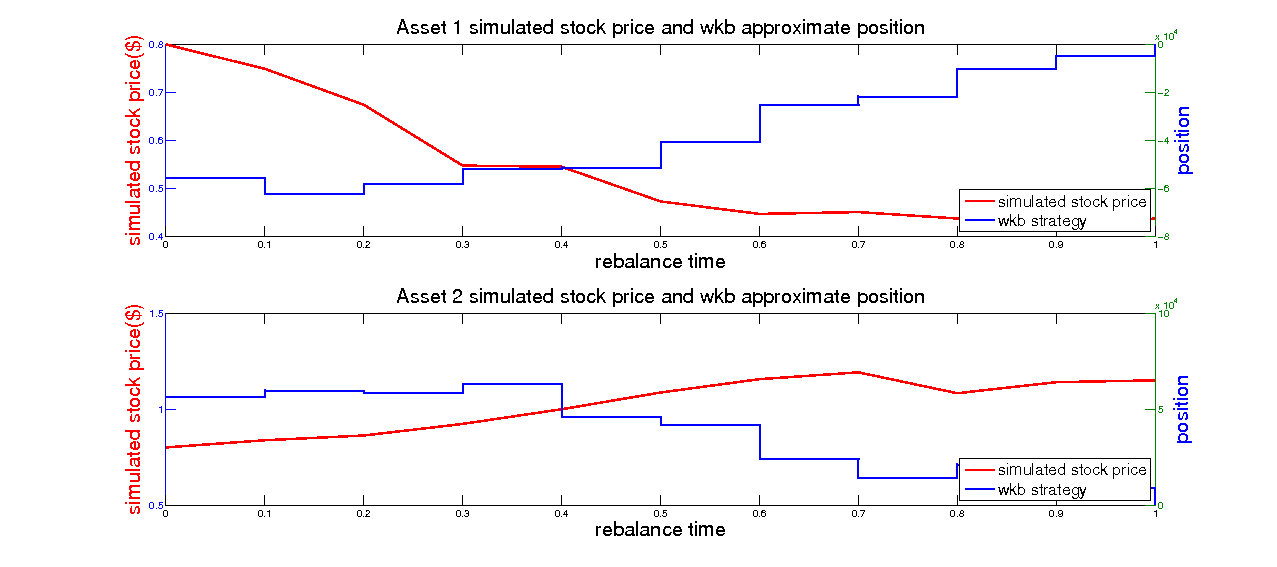 Asset 1 simulated stock price and wkb approximate position
x 10^4
simulated stock price($)
0.8
0.7
0.6
0.5
0.4
0
-2
-4
-6
-8
position
simulated stock price
wkb strategy
0 0.1 0.2 0.3 0.4 0.5 0.6 0.7 0.8 0.9 1
rebalance time
Asset 2 simulated stock price and wkb approximate position
x 10^4
simulated stock price($)
1.5
1
0.5
10
5
0
position
simulated stock price
wkb strategy
0 0.1 0.2 0.3 0.4 0.5 0.6 0.7 0.8 0.9 1
rebalance time